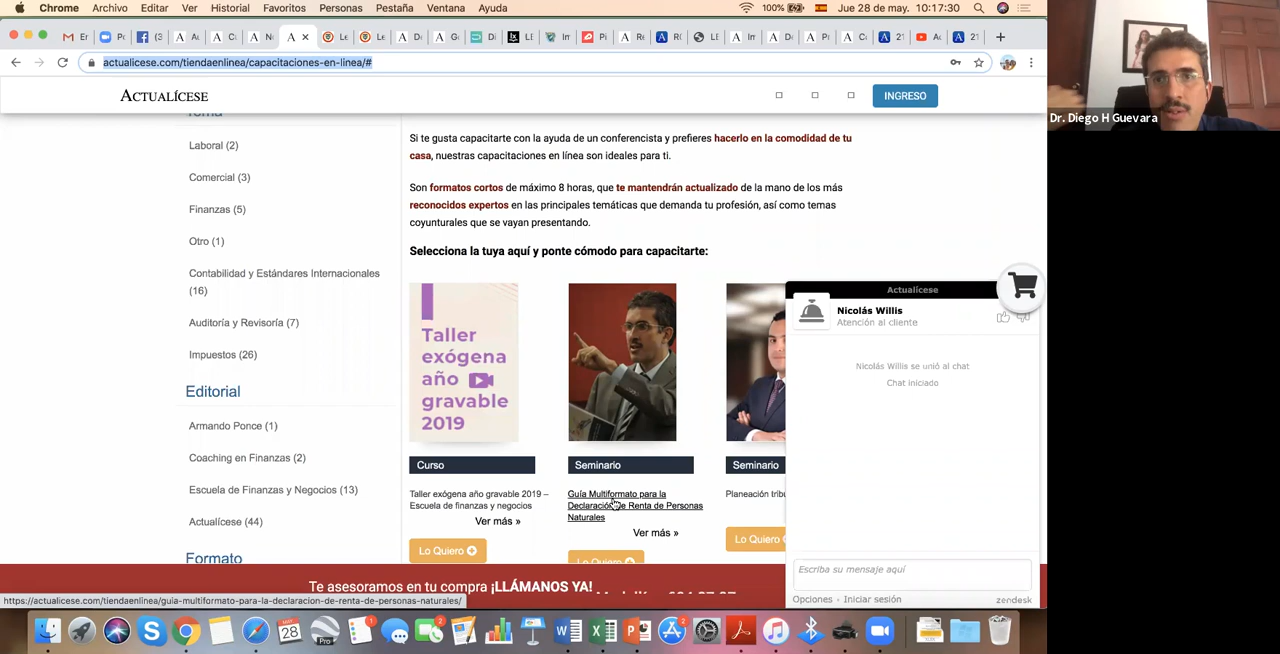 Chrome Archivo Editar Ver Historial Favoritos Personas Pestaña Ventana Ayuda
100% Jue 28 de may. 10:17:30
actualicese.com/tiendaenlinea/capacitaciones-en-linea/#
ACTUALÍCESE
INGRESO
Dr. Diego H Guevara
Tema
Laboral (2)
Comercial (3)
Finanzas (5)
Otro (1)
Contabilidad y Estándares Internacionales
(16)
Auditoría y Revisoría (7)
Impuestos (26)
Editorial
Armando Ponce (1)
Coaching en Finanzas (2)
Escuela de Finanzas y Negocios (13)
Actualícese (44)
Formato
Si te gusta capacitarte con la ayuda de un conferencista y prefieres hacerlo en la comodidad de tu
casa, nuestras capacitaciones en línea son ideales para ti.
Son formatos cortos de máximo 8 horas, que te mantendrán actualizado de la mano de los más
reconocidos expertos en las principales temáticas que demanda tu profesión, así como temas
coyunturales que se vayan presentando.
Selecciona la tuya aquí y ponte cómodo para capacitarte:
Taller
exógena
año
gravable
2019
Curso
Taller exógena año gravable 2019 –
Escuela de finanzas y negocios
Ver más »
Lo Quiero
Seminario
Guía Multiformato para la
Declaración de Renta de Personas
Naturales
Ver más »
Lo Quiero
Seminario
Planeación tribu
Lo Quiero
Actualícese
Nicolás Willis
Atención al cliente
Nicolás Willis se unió al chat
Chat iniciado
Escriba su mensaje aquí
Opciones • Iniciar sesión
zendesk
Te asesoramos en tu compra ¡LLÁMANOS YA!
https://actualicese.com/tiendaenlinea/guia-multiformato-para-la-declaracion-de-renta-de-personas-naturales/